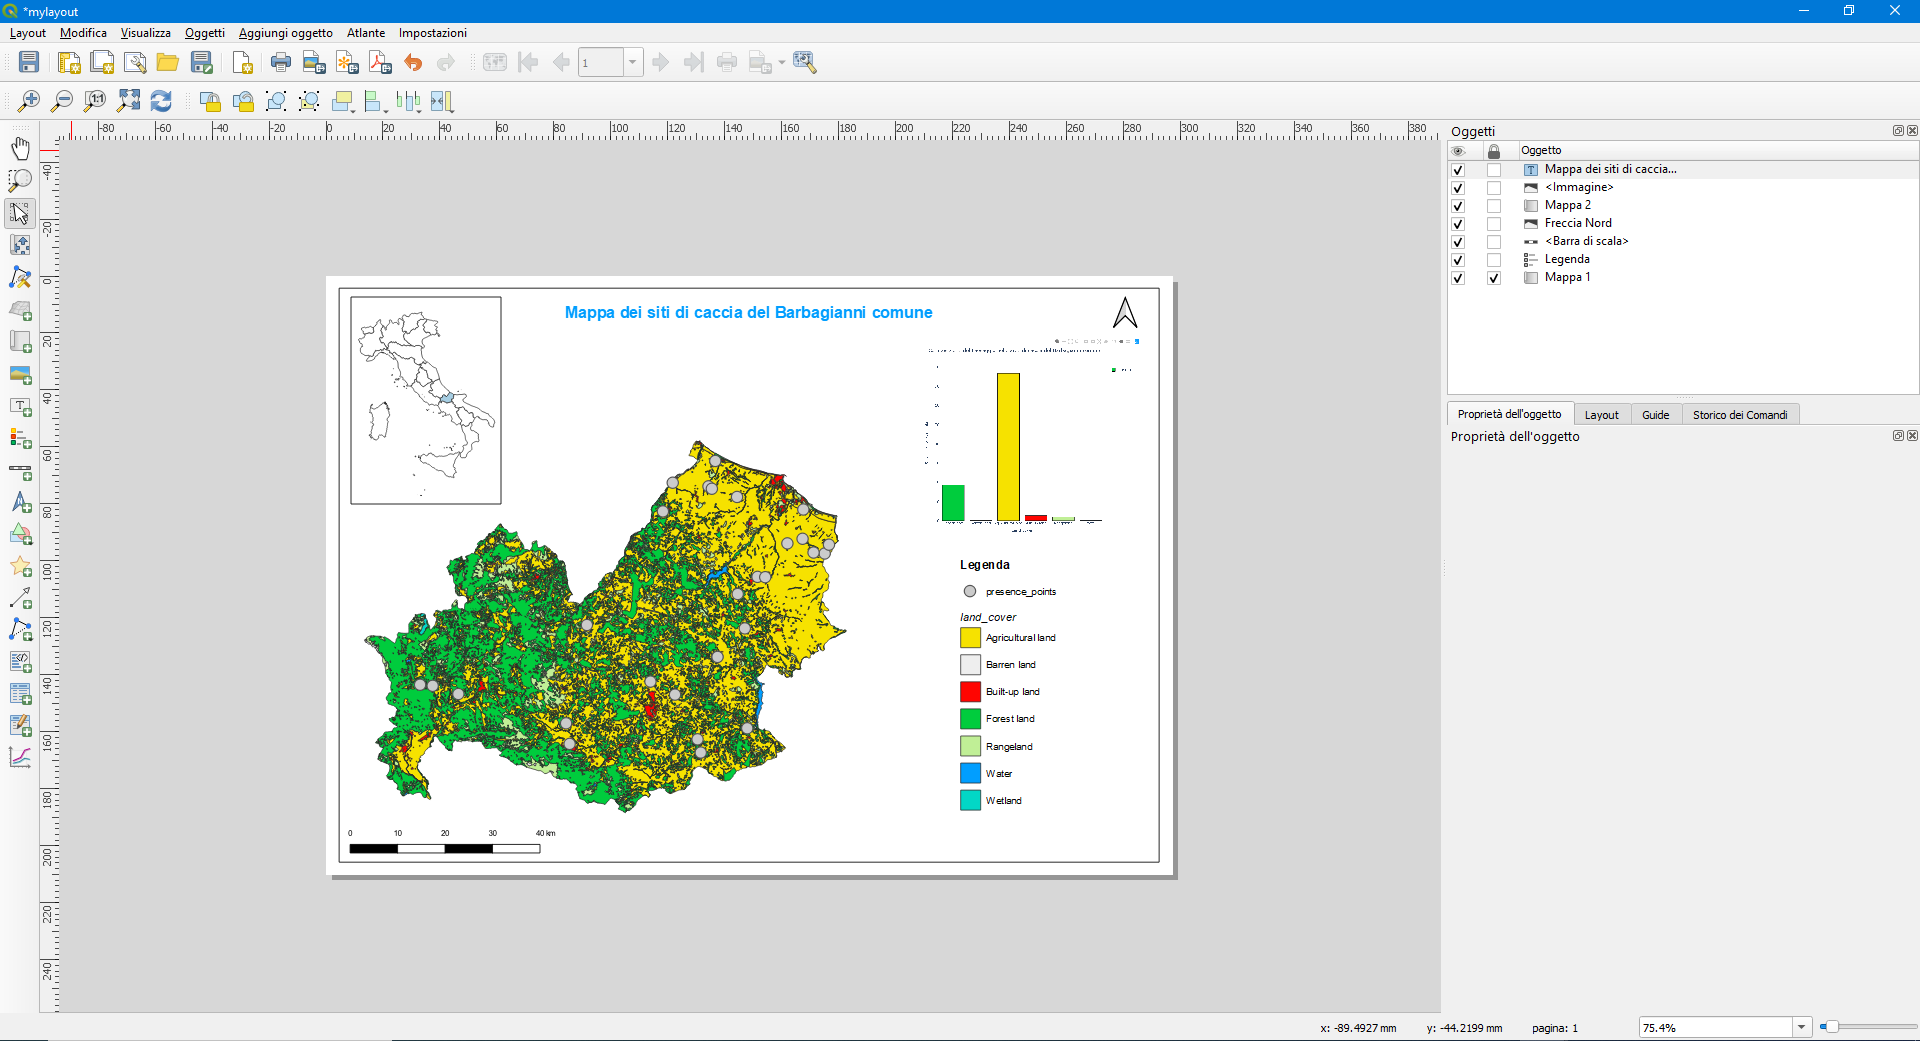 *mylayout
Layout Modifica Visualizza Oggetti Aggiungi oggetto Atlante Impostazioni
1
1:1
-80 -60 -40 -20 0 20 40 60 80 100 120 140 160 180 200 220 240 260 280 300 320 340 360 380
-40
-20
0
20
40
60
80
100
120
140
160
180
200
220
240
Mappa dei siti di caccia del Barbagianni comune
Legenda
presence_points
land_cover
Agricultural land
Barren land
Built-up land
Forest land
Rangeland
Water
Wetland
0 10 20 30 40 km
Oggetti
Oggetto
Mappa dei siti di caccia...
<Immagine>
Mappa 2
Freccia Nord
<Barra di scala>
Legenda
Mappa 1
Proprietà dell'oggetto Layout Guide Storico dei Comandi
Proprietà dell'oggetto
x: -89.4927 mm y: -44.2199 mm pagina: 1 75.4%